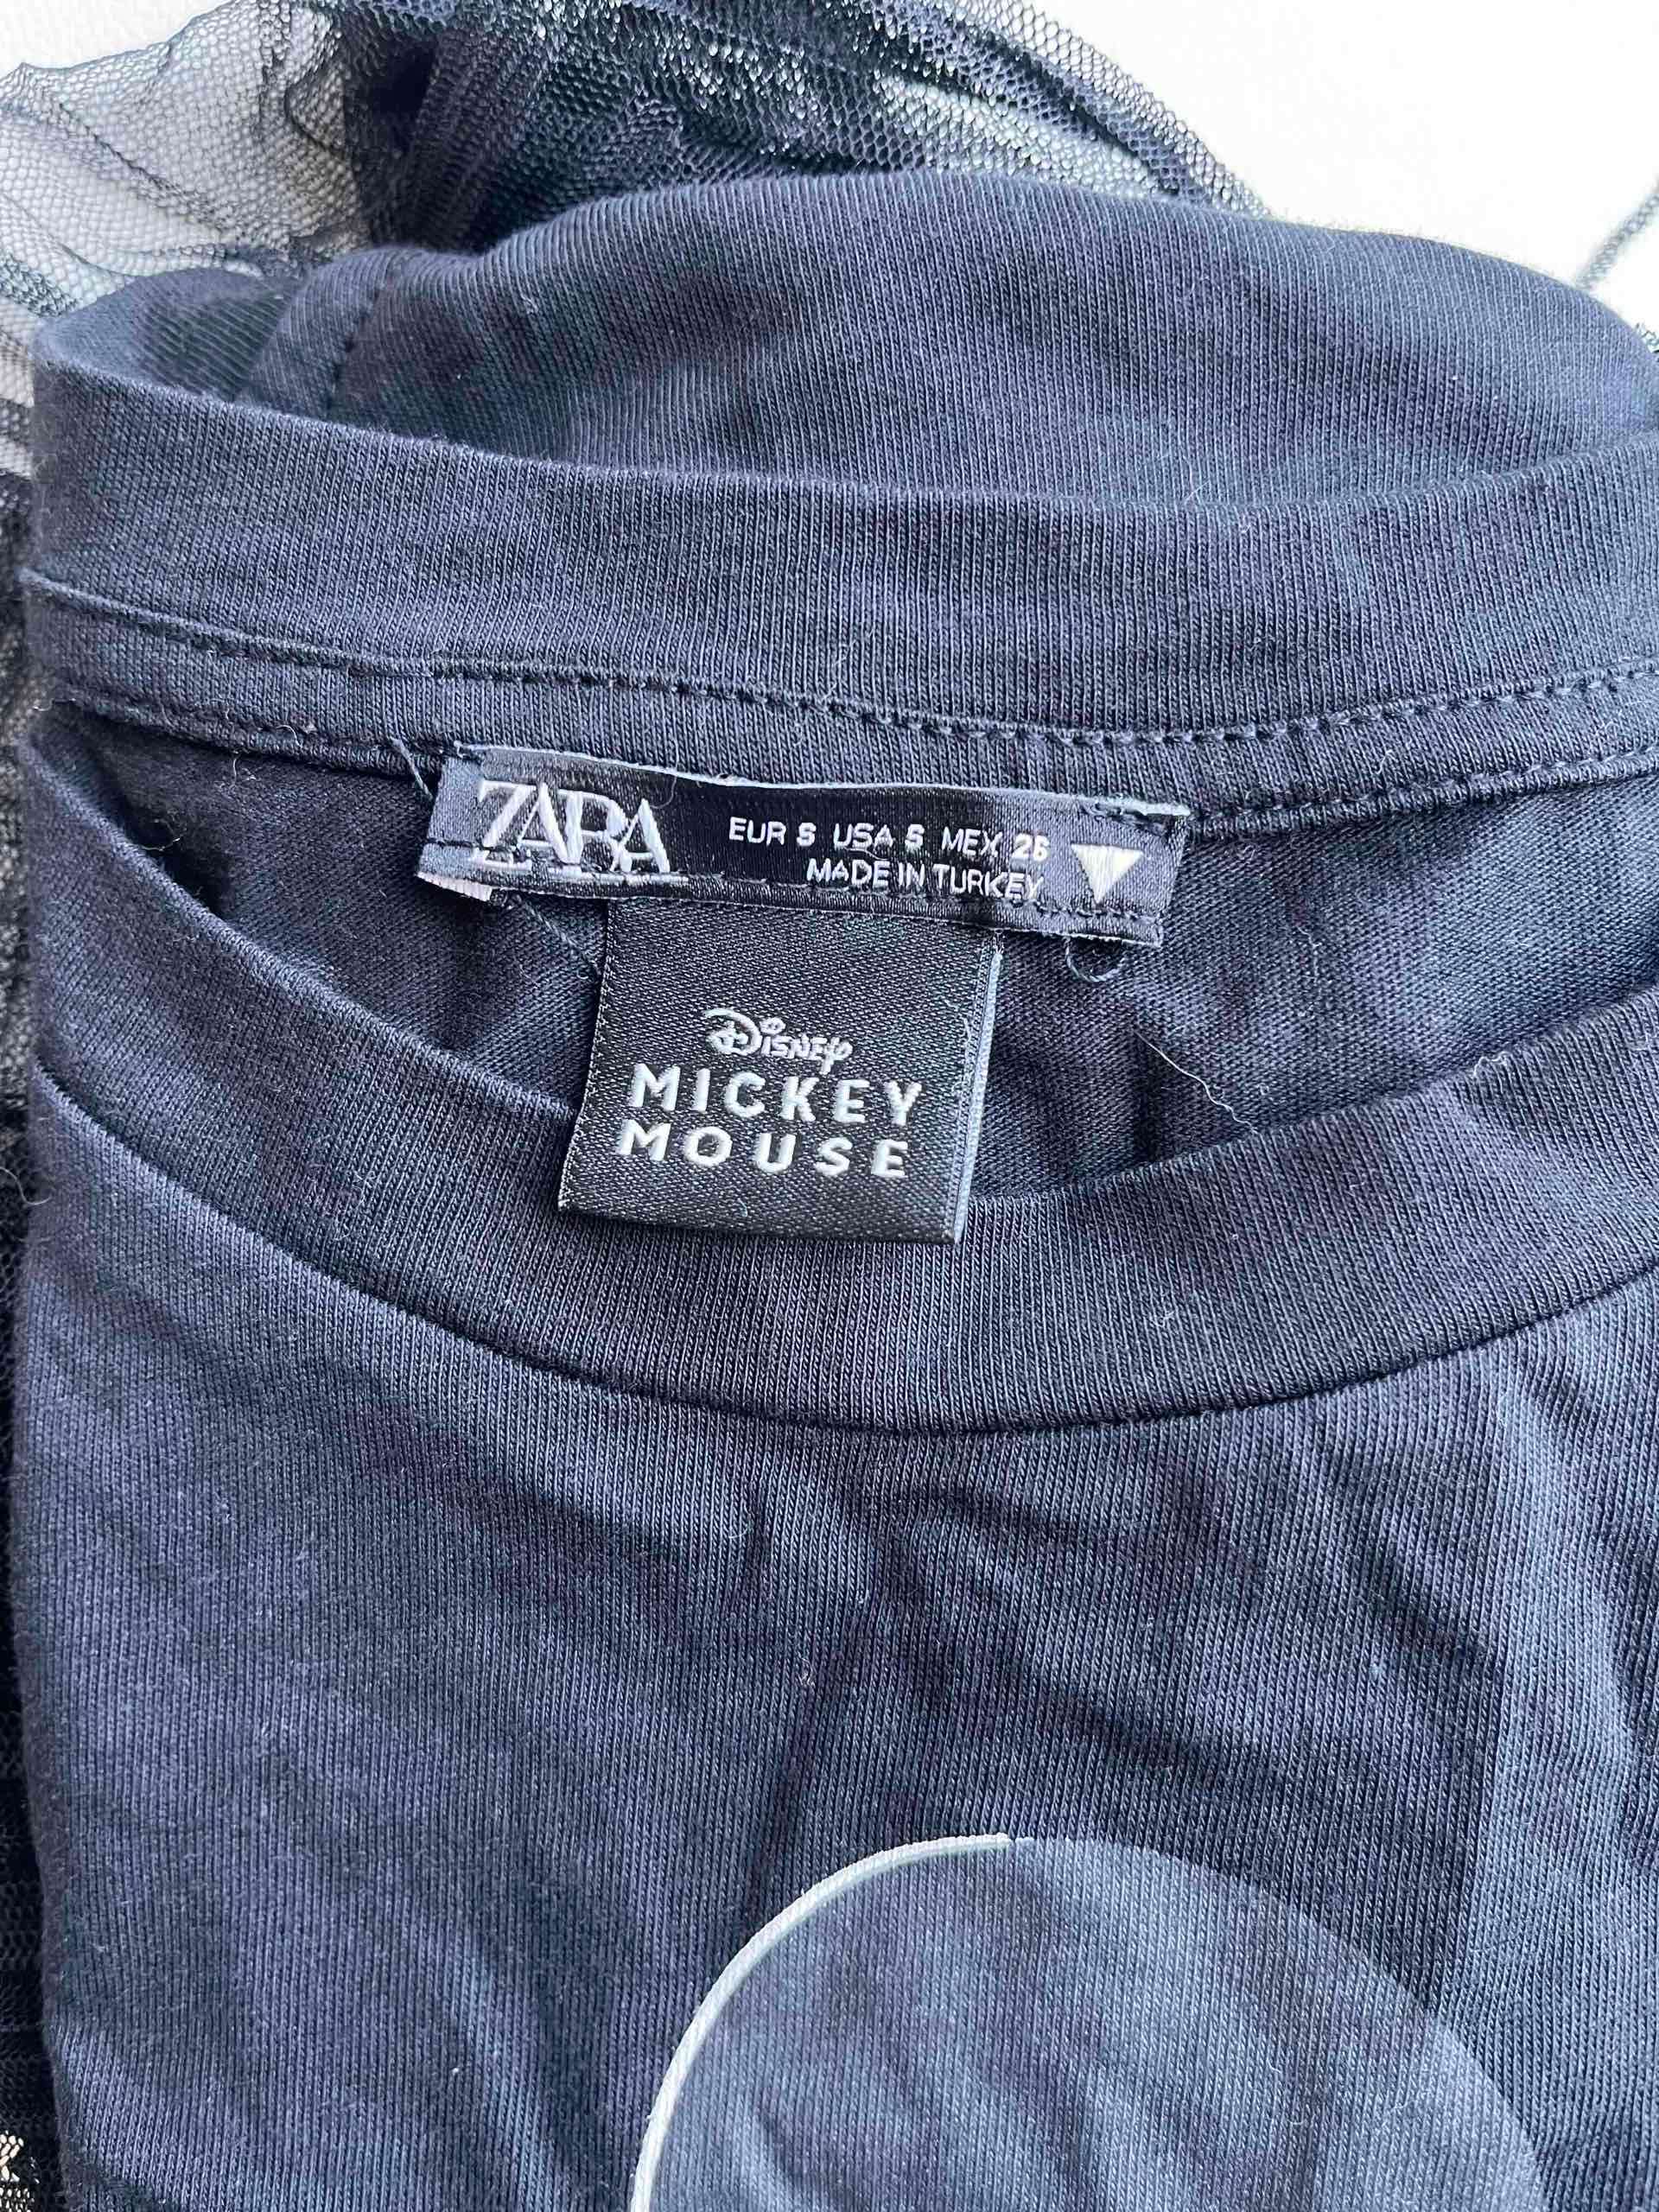 ZARA
EUR S USA S MEX 26
MADE IN TURKEY
Disney
MICKEY
MOUSE